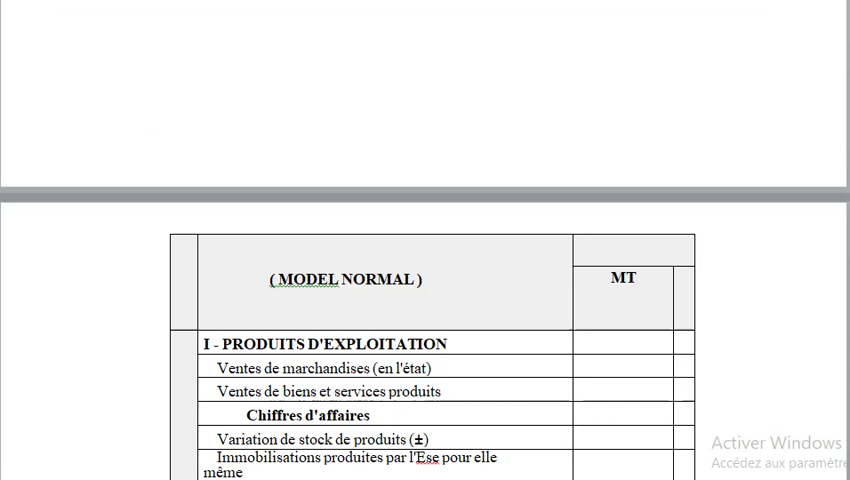 ( MODEL NORMAL )
MT
I - PRODUITS D'EXPLOITATION
Ventes de marchandises (en l'état)
Ventes de biens et services produits
Chiffres d'affaires
Variation de stock de produits (±)
Immobilisations produites par l'Ese pour elle
même
Activer Windows
Accédez aux paramètre